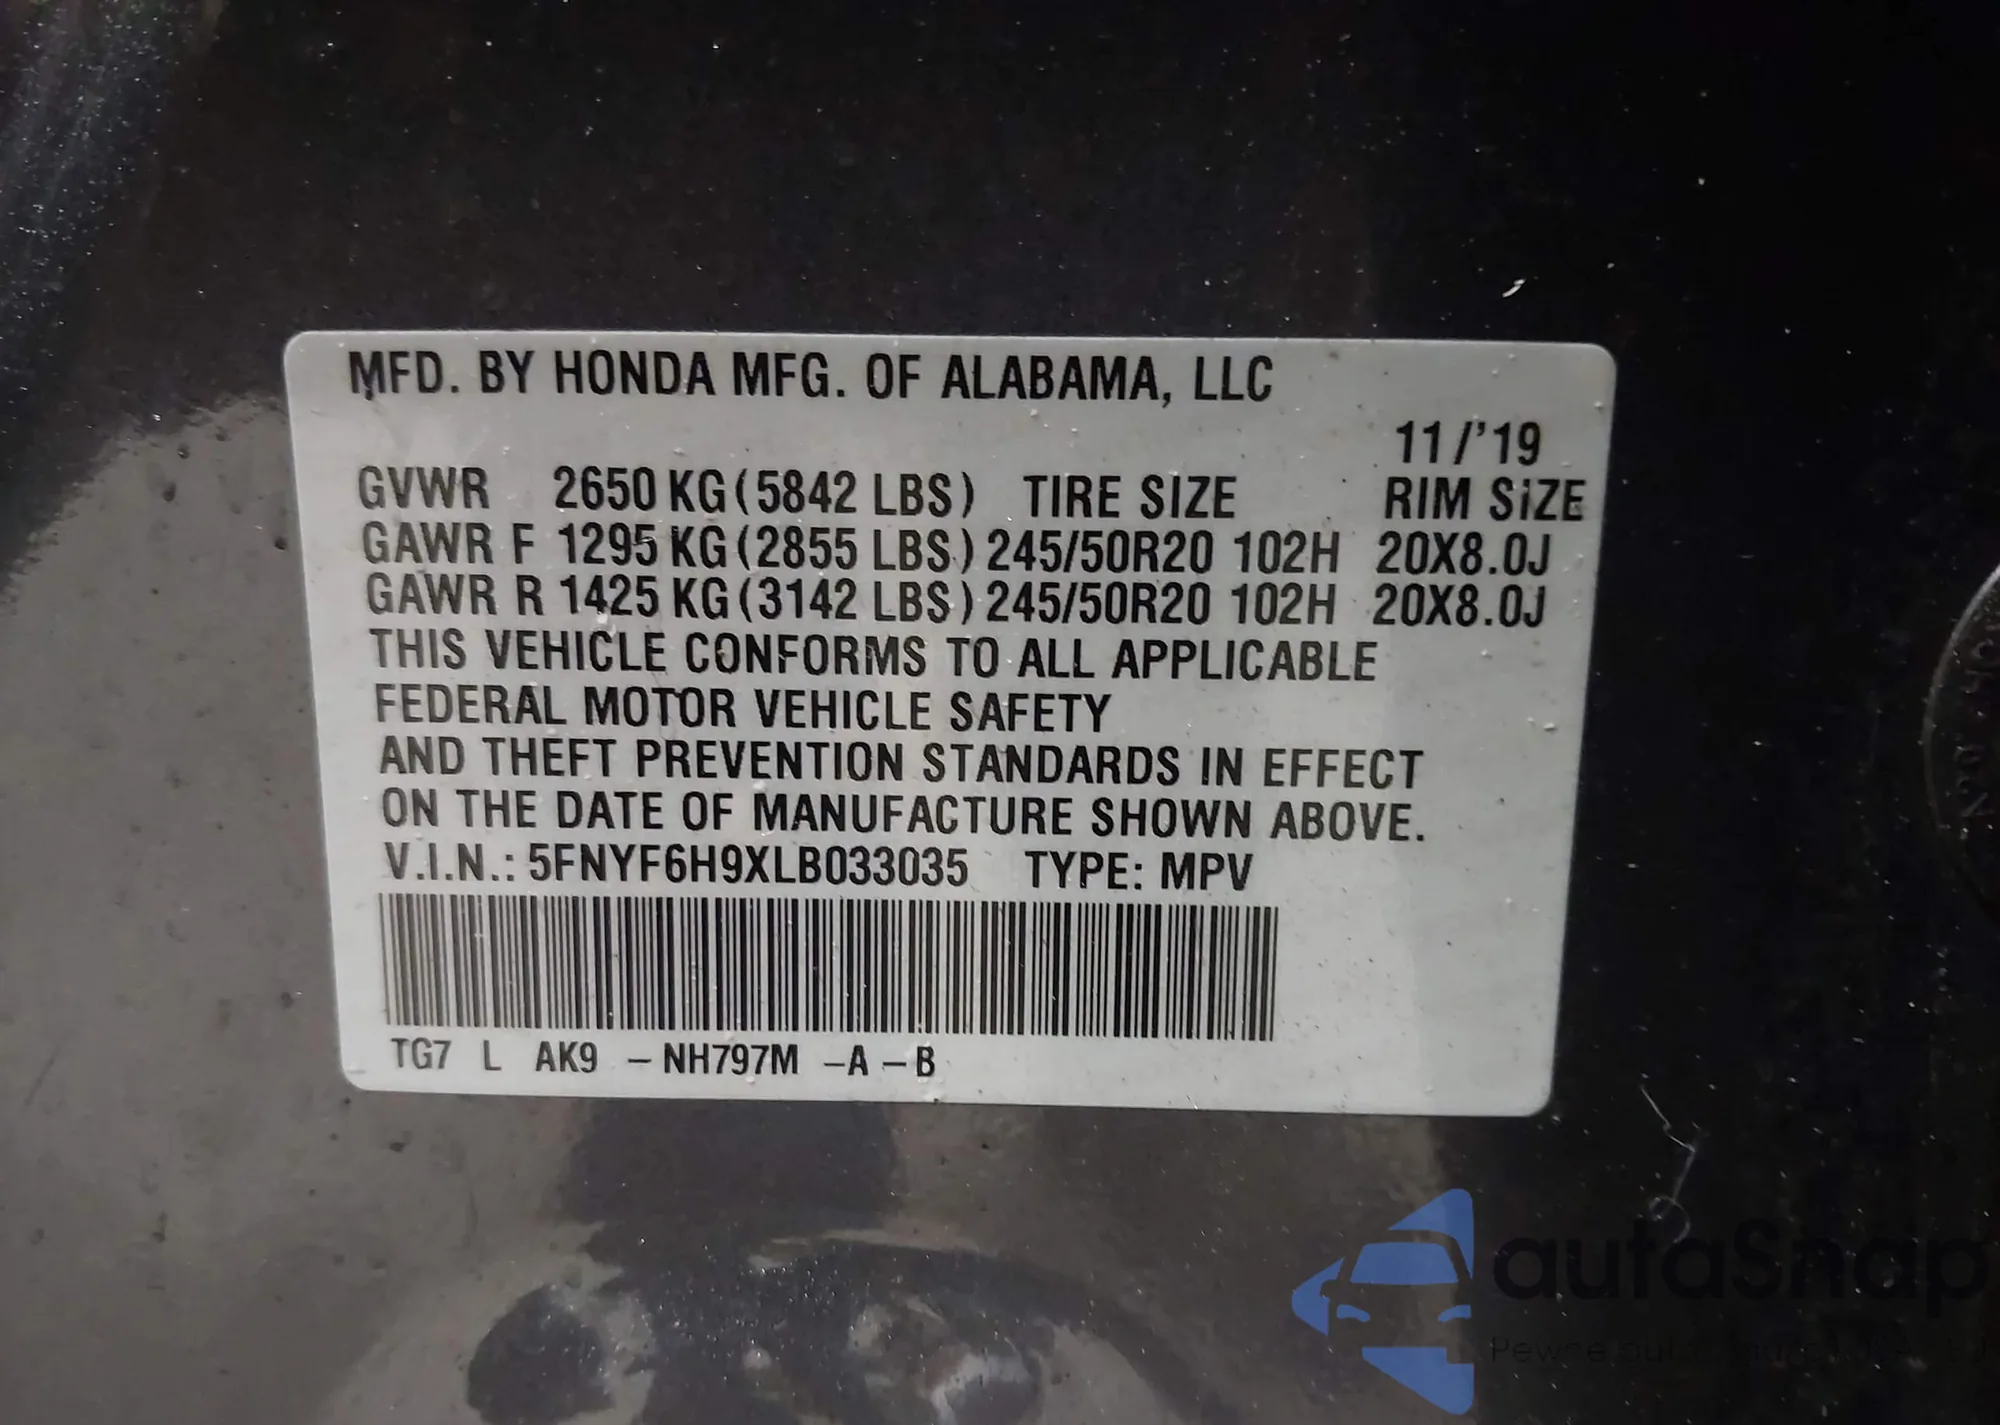 MFD. BY HONDA MFG. OF ALABAMA, LLC
11/'19
GVWR 2650 KG (5842 LBS) TIRE SIZE RIM SIZE
GAWR F 1295 KG (2855 LBS) 245/50R20 102H 20X8.0J
GAWR R 1425 KG (3142 LBS) 245/50R20 102H 20X8.0J
THIS VEHICLE CONFORMS TO ALL APPLICABLE
FEDERAL MOTOR VEHICLE SAFETY
AND THEFT PREVENTION STANDARDS IN EFFECT
ON THE DATE OF MANUFACTURE SHOWN ABOVE.
V.I.N.: 5FNYF6H9XLB033035 TYPE: MPV
TG7 L AK9 -NH797M -A -B
autaSnap